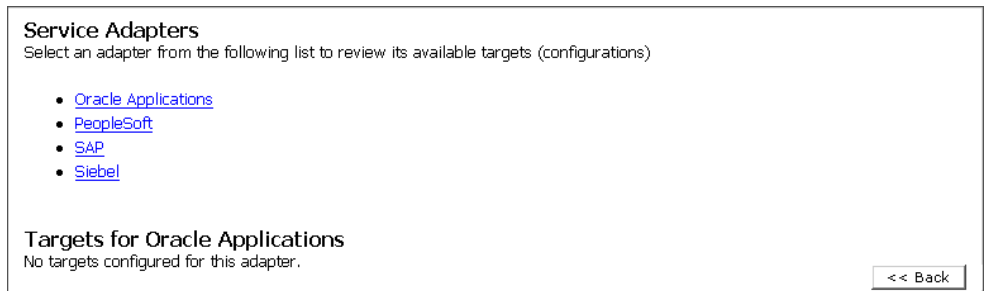 Service Adapters
Select an adapter from the following list to review its available targets (configurations)
• Oracle Applications
• PeopleSoft
• SAP
• Siebel
Targets for Oracle Applications
No targets configured for this adapter.
<< Back